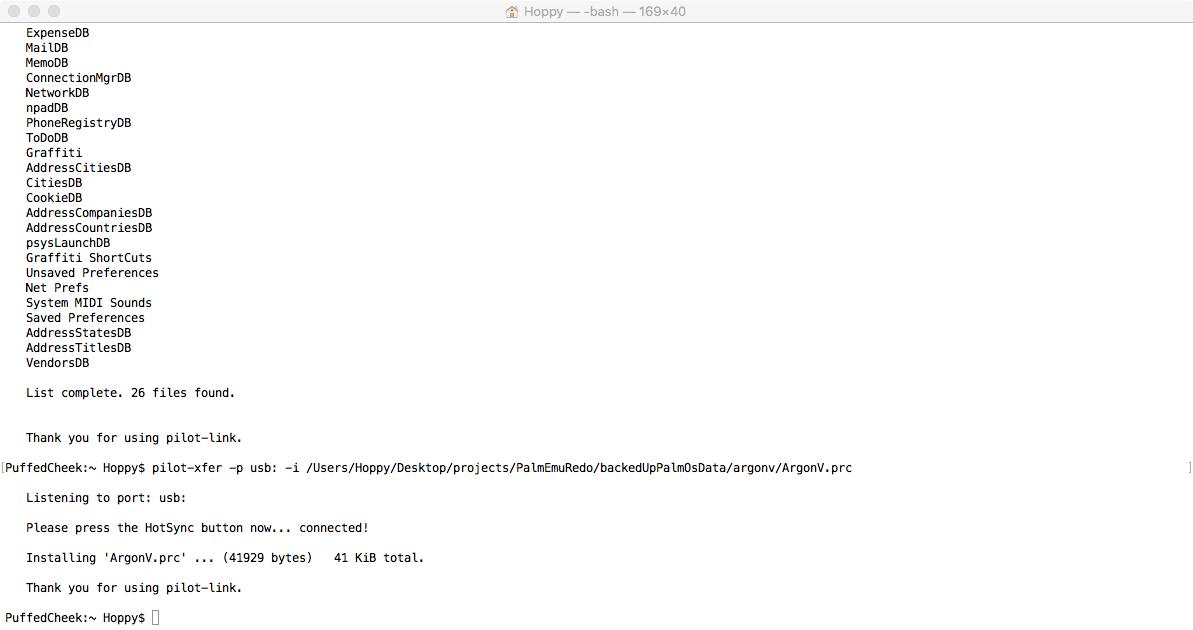 Hoppy — -bash — 169×40
ExpenseDB
MailDB
MemoDB
ConnectionMgrDB
NetworkDB
npadDB
PhoneRegistryDB
ToDoDB
Graffiti
AddressCitiesDB
CitiesDB
CookieDB
AddressCompaniesDB
AddressCountriesDB
psysLaunchDB
Graffiti ShortCuts
Unsaved Preferences
Net Prefs
System MIDI Sounds
Saved Preferences
AddressStatesDB
AddressTitlesDB
VendorsDB
List complete. 26 files found.
Thank you for using pilot-link.
[PuffedCheek:~ Hoppy$ pilot-xfer -p usb: -i /Users/Hoppy/Desktop/projects/PalmEmuRedo/backedUpPalmOsData/argonv/ArgonV.prc ]
Listening to port: usb:
Please press the HotSync button now... connected!
Installing 'ArgonV.prc' ... (41929 bytes)   41 KiB total.
Thank you for using pilot-link.
PuffedCheek:~ Hoppy$